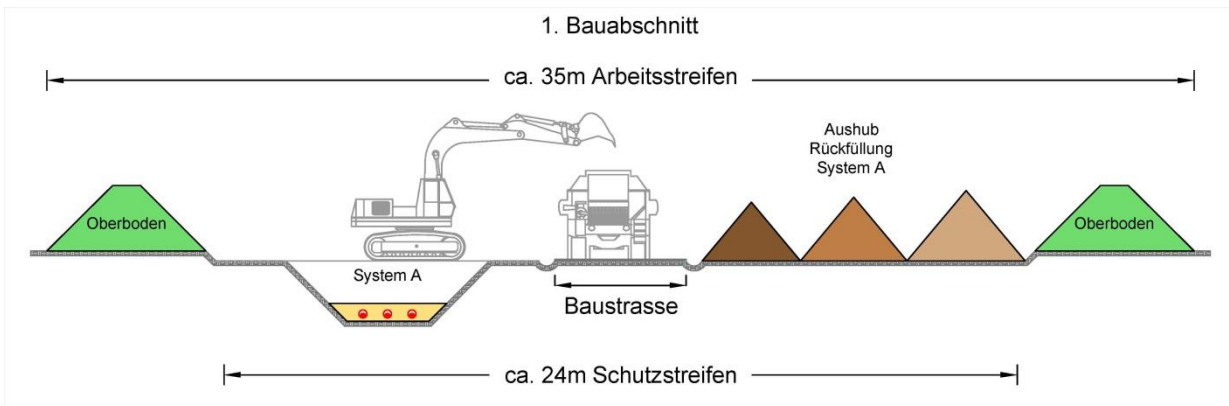 1. Bauabschnitt
ca. 35m Arbeitsstreifen
Aushub
Rückfüllung
System A
Oberboden
Oberboden
System A
Baustrasse
ca. 24m Schutzstreifen